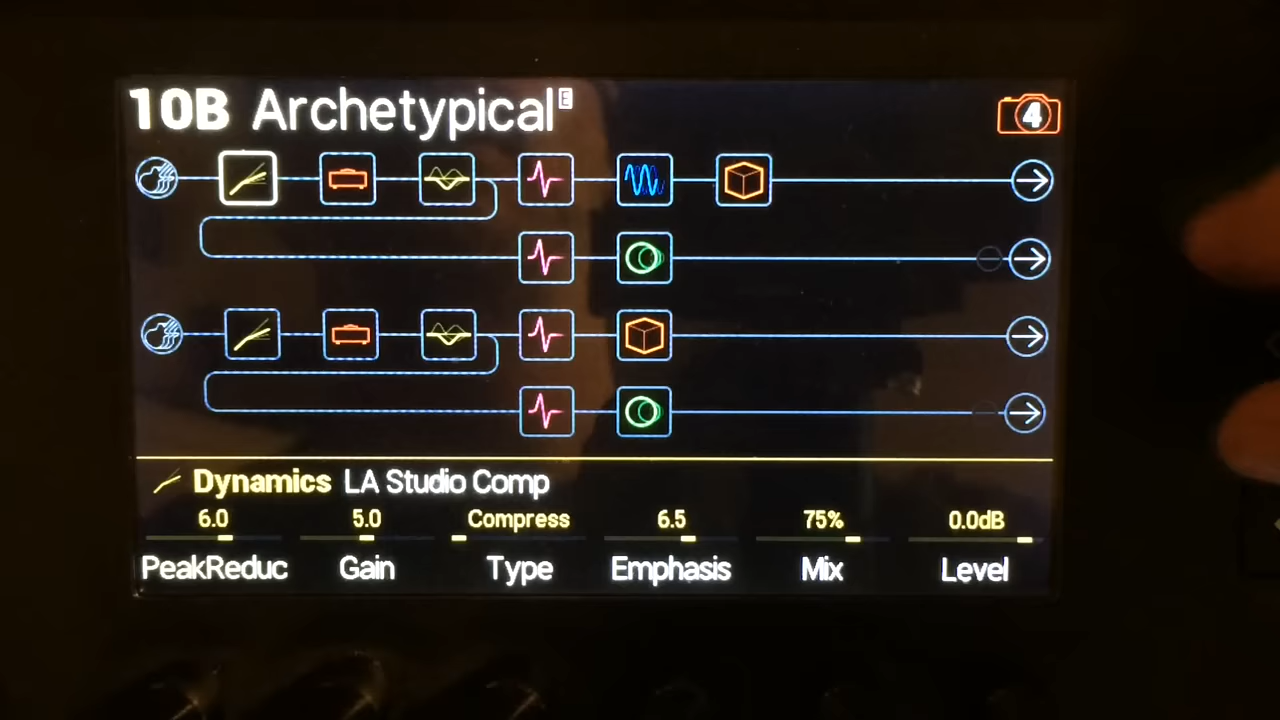 10B Archetypical E
4
Dynamics LA Studio Comp
6.0 5.0 Compress 6.5 75% 0.0dB
PeakReduc Gain Type Emphasis Mix Level